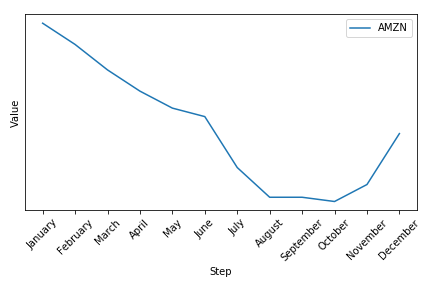 AMZN
Value
January
February
March
April
May
June
July
August
September
October
November
December
Step